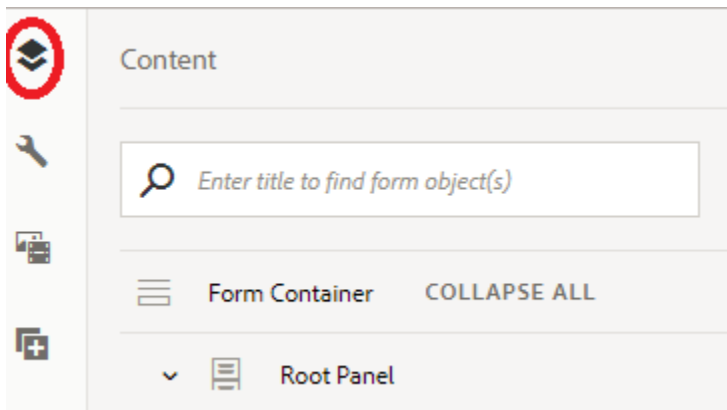 Content
Enter title to find form object(s)
Form Container COLLAPSE ALL
Root Panel